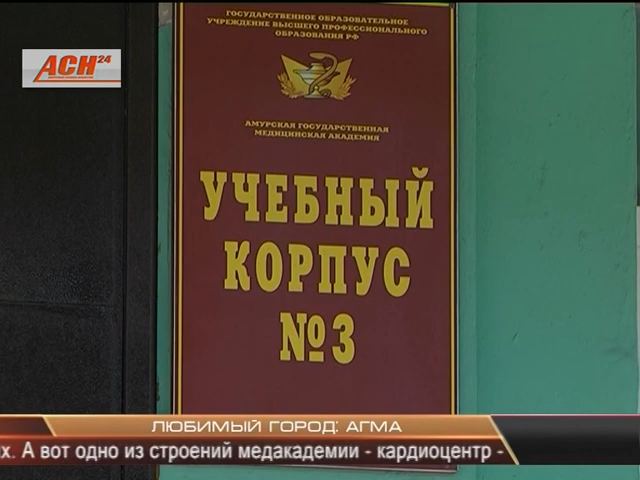 АСН24
ГОСУДАРСТВЕННОЕ ОБРАЗОВАТЕЛЬНОЕ
УЧРЕЖДЕНИЕ ВЫСШЕГО ПРОФЕССИОНАЛЬНОГО
ОБРАЗОВАНИЯ РФ
АМУРСКАЯ ГОСУДАРСТВЕННАЯ
МЕДИЦИНСКАЯ АКАДЕМИЯ
УЧЕБНЫЙ
КОРПУС
№3
ЛЮБИМЫЙ ГОРОД: АГМА
х. А вот одно из строений медакадемии - кардиоцентр -